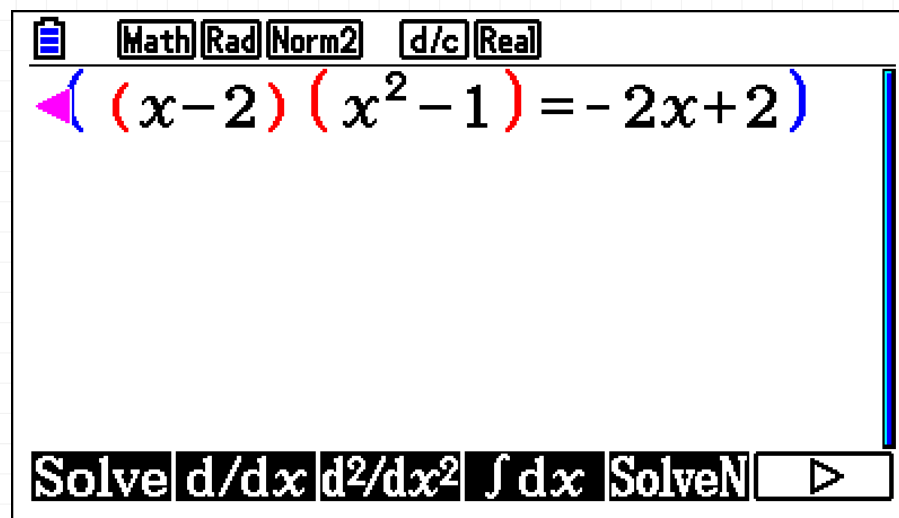 Math Rad Norm2 d/c Real
((x-2)(x²-1)=-2x+2)
Solve d/dx d²/dx² ∫dx SolveN ▷